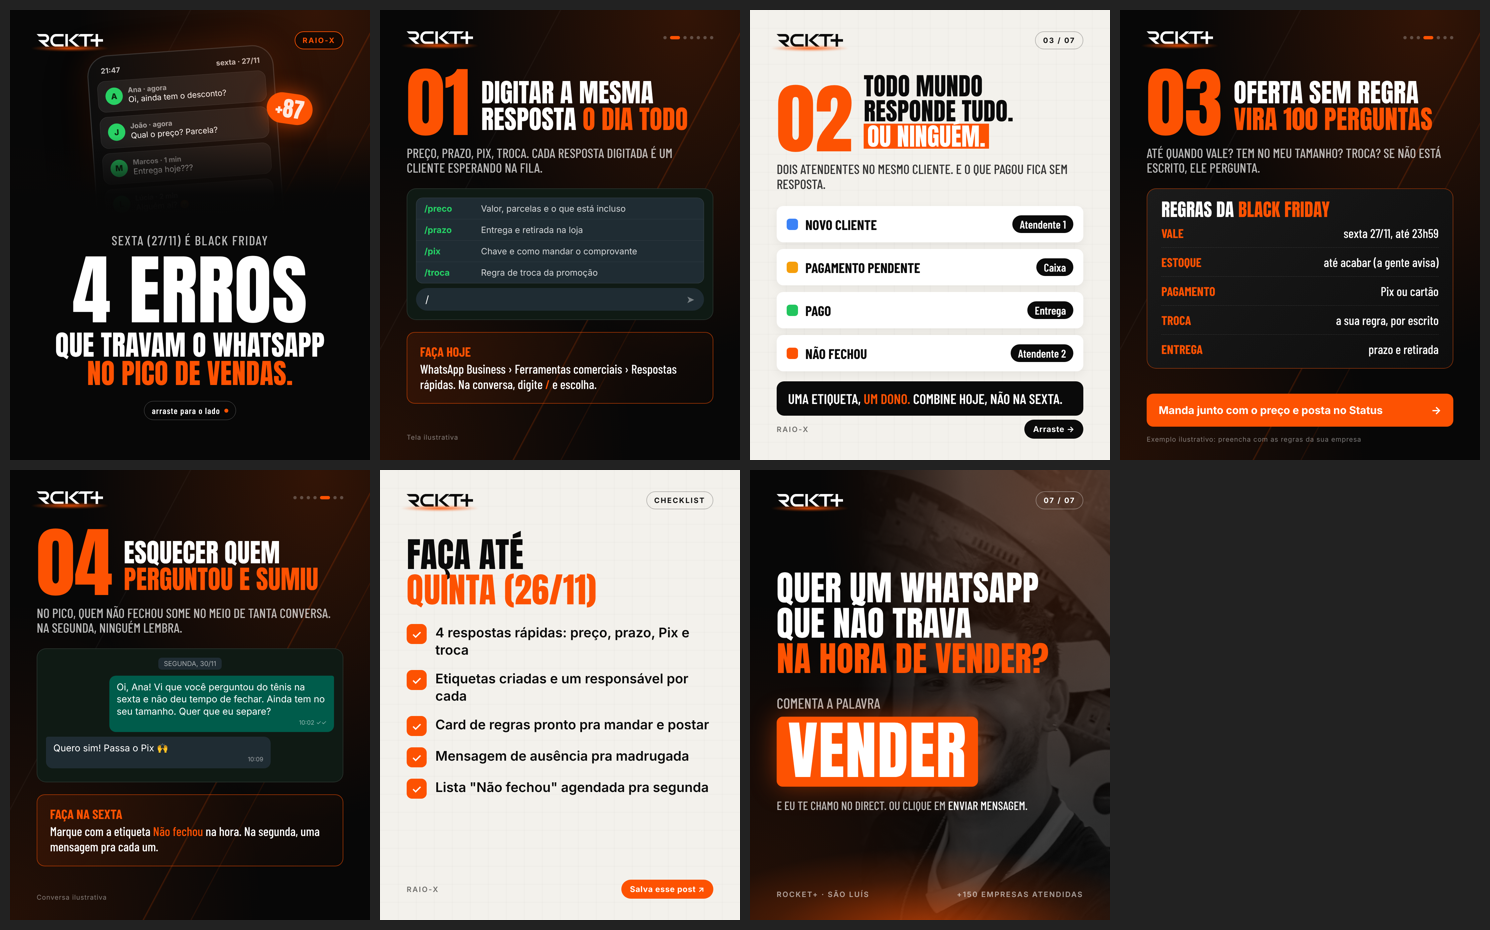 RCKT+
RAIO-X
21:47
sexta · 27/11
A
Ana · agora
Oi, ainda tem o desconto?
+87
J
João · agora
Qual o preço? Parcela?
M
Marcos · 1 min
Entrega hoje???
SEXTA (27/11) É BLACK FRIDAY
4 ERROS
QUE TRAVAM O WHATSAPP
NO PICO DE VENDAS.
arraste para o lado
RCKT+
01
DIGITAR A MESMA
RESPOSTA O DIA TODO
PREÇO, PRAZO, PIX, TROCA. CADA RESPOSTA DIGITADA É UM
CLIENTE ESPERANDO NA FILA.
/preco Valor, parcelas e o que está incluso
/prazo Entrega e retirada na loja
/pix Chave e como mandar o comprovante
/troca Regra de troca da promoção
/ ➤
FAÇA HOJE
WhatsApp Business › Ferramentas comerciais › Respostas
rápidas. Na conversa, digite / e escolha.
Tela ilustrativa
RCKT+
03 / 07
02
TODO MUNDO
RESPONDE TUDO.
OU NINGUÉM.
DOIS ATENDENTES NO MESMO CLIENTE. E O QUE PAGOU FICA SEM
RESPOSTA.
NOVO CLIENTE Atendente 1
PAGAMENTO PENDENTE Caixa
PAGO Entrega
NÃO FECHOU Atendente 2
UMA ETIQUETA, UM DONO. COMBINE HOJE, NÃO NA SEXTA.
RAIO-X
Arraste →
RCKT+
03
OFERTA SEM REGRA
VIRA 100 PERGUNTAS
ATÉ QUANDO VALE? TEM NO MEU TAMANHO? TROCA? SE NÃO ESTÁ
ESCRITO, ELE PERGUNTA.
REGRAS DA BLACK FRIDAY
VALE sexta 27/11, até 23h59
ESTOQUE até acabar (a gente avisa)
PAGAMENTO Pix ou cartão
TROCA a sua regra, por escrito
ENTREGA prazo e retirada
Manda junto com o preço e posta no Status →
Exemplo ilustrativo: preencha com as regras da sua empresa
RCKT+
04
ESQUECER QUEM
PERGUNTOU E SUMIU
NO PICO, QUEM NÃO FECHOU SOME NO MEIO DE TANTA CONVERSA.
NA SEGUNDA, NINGUÉM LEMBRA.
SEGUNDA, 30/11
Oi, Ana! Vi que você perguntou do tênis na
sexta e não deu tempo de fechar. Ainda tem no
seu tamanho. Quer que eu separe?
10:02 ✓✓
Quero sim! Passa o Pix 🙌
10:09
FAÇA NA SEXTA
Marque com a etiqueta Não fechou na hora. Na segunda, uma
mensagem pra cada um.
Conversa ilustrativa
RCKT+
CHECKLIST
FAÇA ATÉ
QUINTA (26/11)
4 respostas rápidas: preço, prazo, Pix e
troca
Etiquetas criadas e um responsável por
cada
Card de regras pronto pra mandar e postar
Mensagem de ausência pra madrugada
Lista "Não fechou" agendada pra segunda
RAIO-X
Salva esse post ↗
RCKT+
07 / 07
QUER UM WHATSAPP
QUE NÃO TRAVA
NA HORA DE VENDER?
COMENTA A PALAVRA
VENDER
E EU TE CHAMO NO DIRECT. OU CLIQUE EM ENVIAR MENSAGEM.
ROCKET+ · SÃO LUÍS
+150 EMPRESAS ATENDIDAS